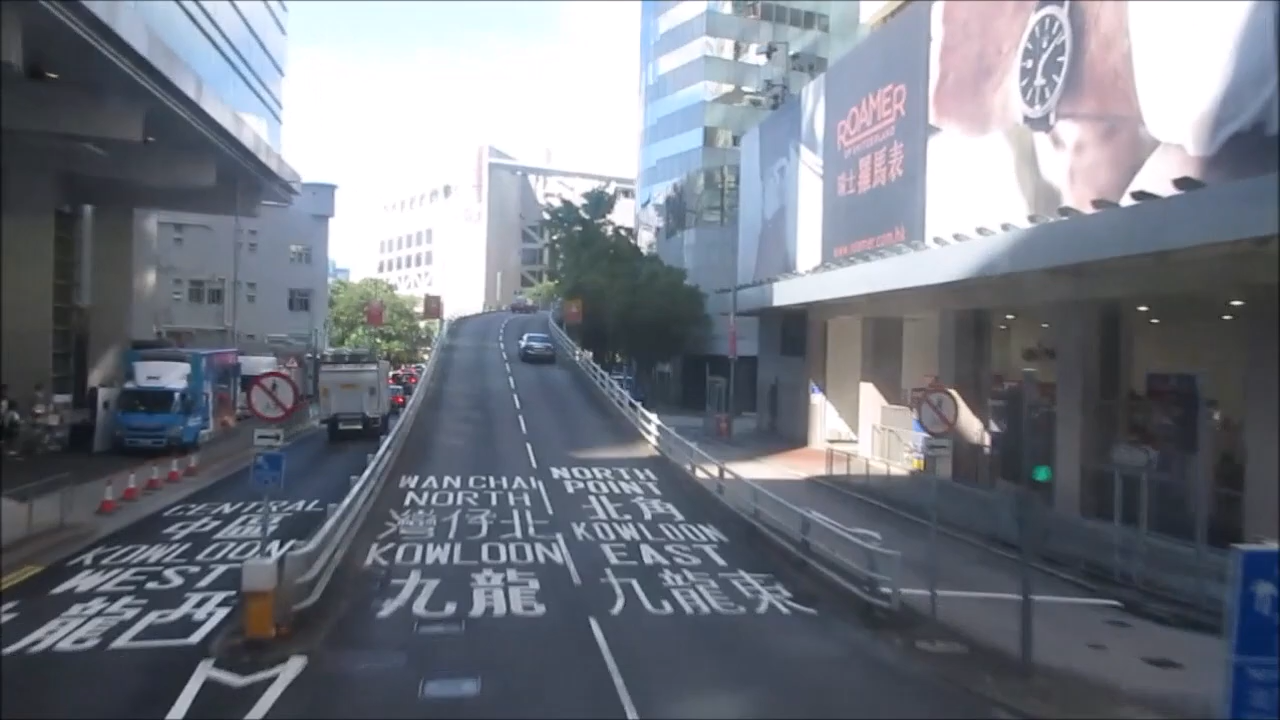 ROAMER
OF SWITZERLAND
瑞士羅馬表
www.roamer.com.hk
CENTRAL
中區
KOWLOON
WEST
九龍西
WAN CHAI
NORTH
灣仔北
KOWLOON
九龍
NORTH
POINT
北角
KOWLOON
EAST
九龍東